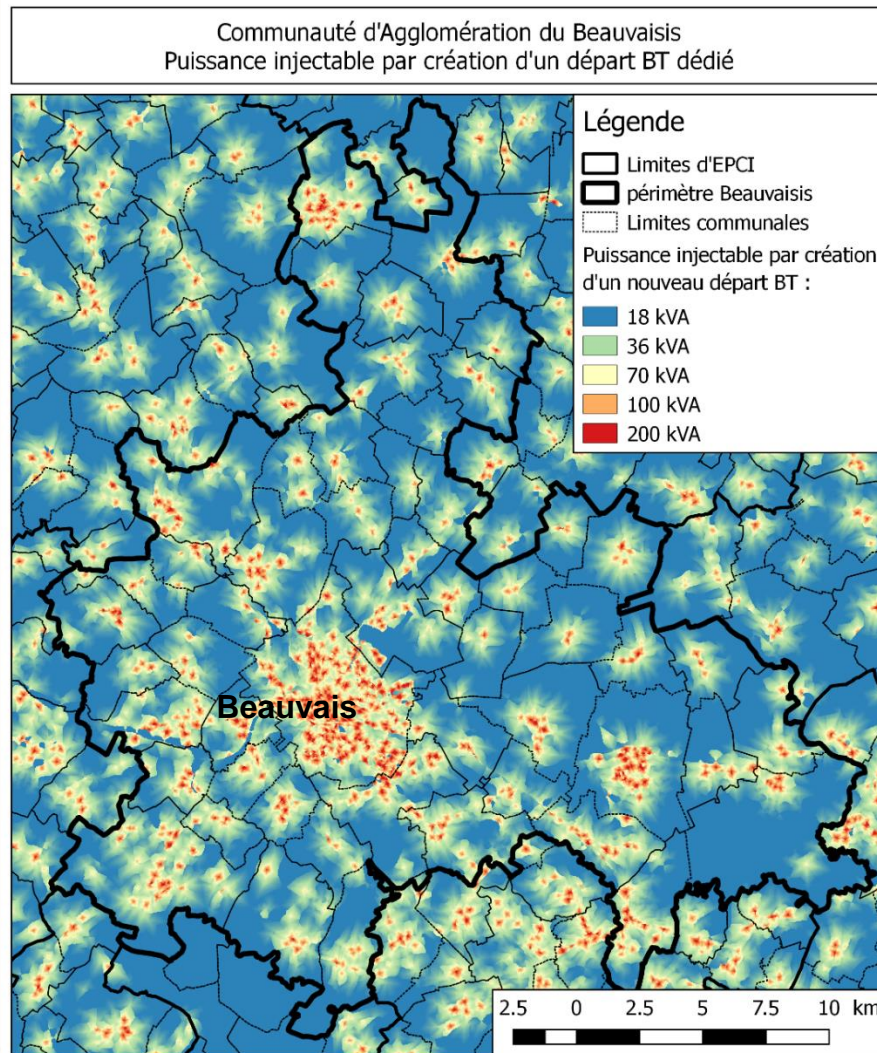 Communauté d'Agglomération du Beauvaisis
Puissance injectable par création d'un départ BT dédié
Légende
Limites d'EPCI
périmètre Beauvaisis
Limites communales
Puissance injectable par création
d'un nouveau départ BT :
18 kVA
36 kVA
70 kVA
100 kVA
200 kVA
Beauvais
2.5 0 2.5 5 7.5 10 km